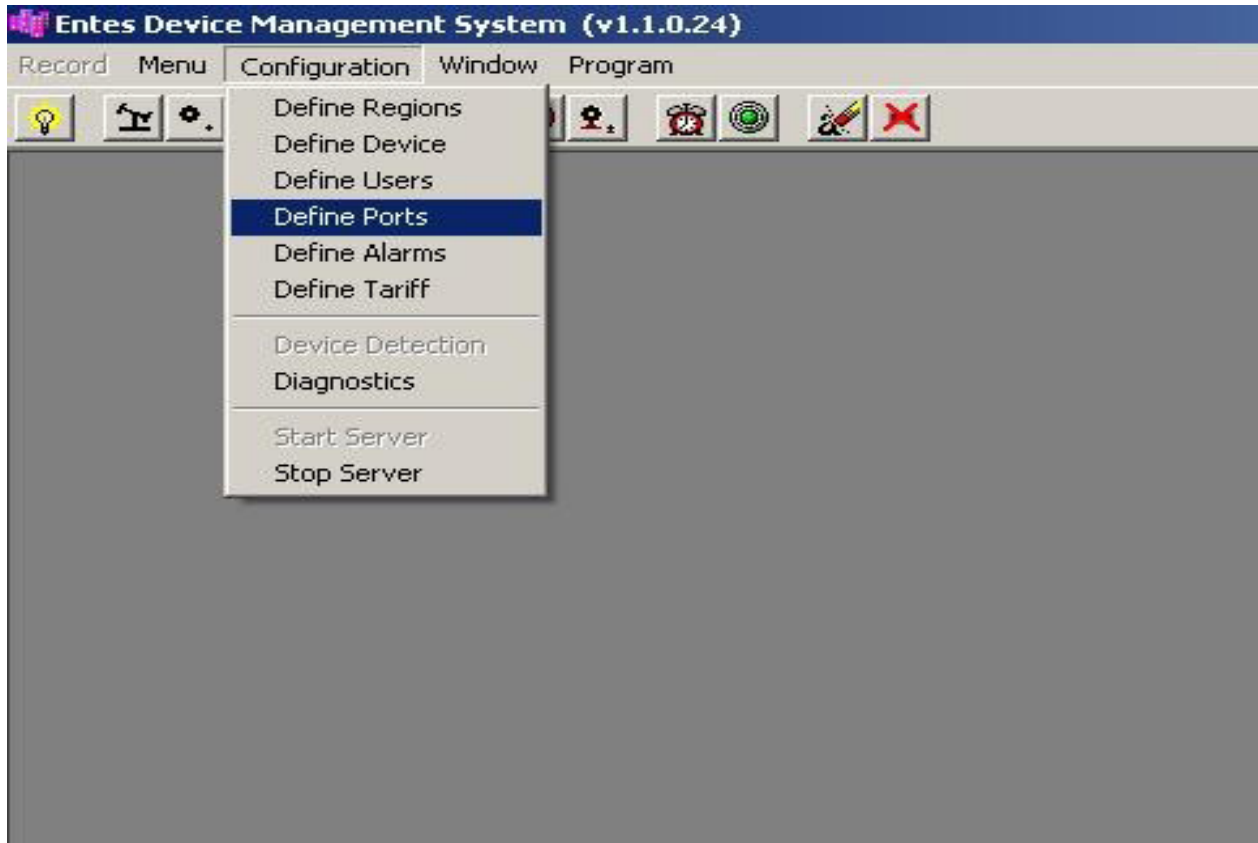 Entes Device Management System (v1.1.0.24)
Record Menu Configuration Window Program
Define Regions
Define Device
Define Users
Define Ports
Define Alarms
Define Tariff
Device Detection
Diagnostics
Start Server
Stop Server